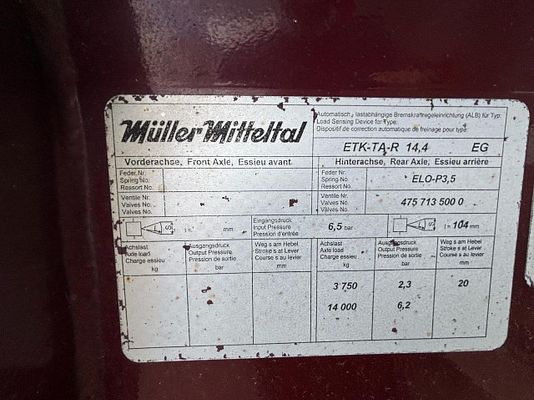 Müller Mitteltal
Automatisch lastabhängige Bremskraftregeleinrichtung (ALB) für Typ:
Load Sensing Device for Type:
Dispositif de correction automatique de freinage pour type:
ETK-TA-R 14,4 EG
Vorderachse, Front Axle, Essieu avant
Hinterachse, Rear Axle, Essieu arrière
Feder Nr.
Spring No.
Ressort No.
Feder Nr.
Spring No.
Ressort No.
ELO-P3,5
Ventile Nr.
Valves No.
Valves No.
Ventile Nr.
Valves No.
Valves No.
475 713 500 0
Eingangsdruck
Input Pressure
Pression d'entrée
6,5 bar
l = 104 mm
Achslast
Axle load
Charge essieu
kg
Ausgangsdruck
Output Pressure
Pression de sortie
bar
Weg s am Hebel
Stroke s at Lever
Course s au levier
mm
Achslast
Axle load
Charge essieu
kg
Ausgangsdruck
Output Pressure
Pression de sortie
bar
Weg s am Hebel
Stroke s at Lever
Course s au levier
mm
3 750 2,3 20
14 000 6,2